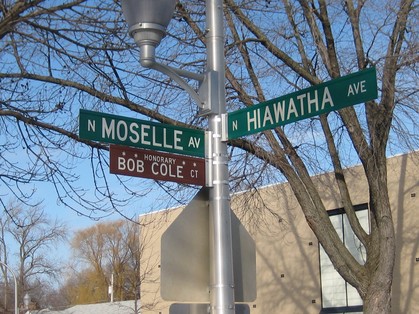 N MOSELLE AV
HONORARY
BOB COLE CT
N HIAWATHA AVE